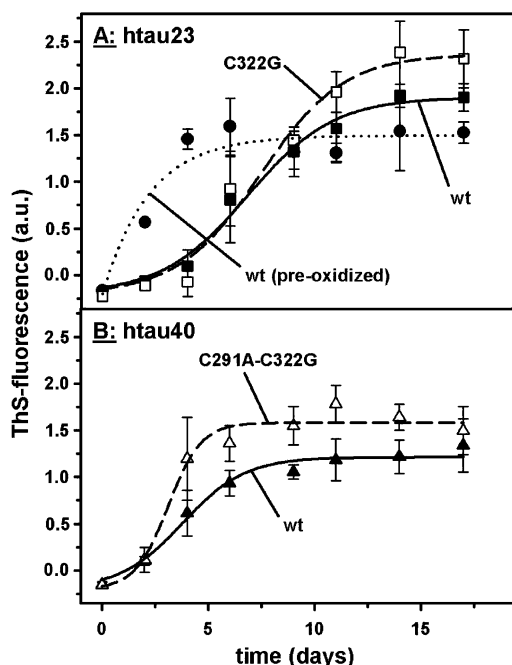 A: htau23
2.5
C322G
2.0
1.5
wt
1.0
0.5
wt (pre-oxidized)
0.0
ThS-fluorescence (a.u.)
B: htau40
2.5
C291A-C322G
2.0
1.5
1.0
wt
0.5
0.0
0 5 10 15
time (days)